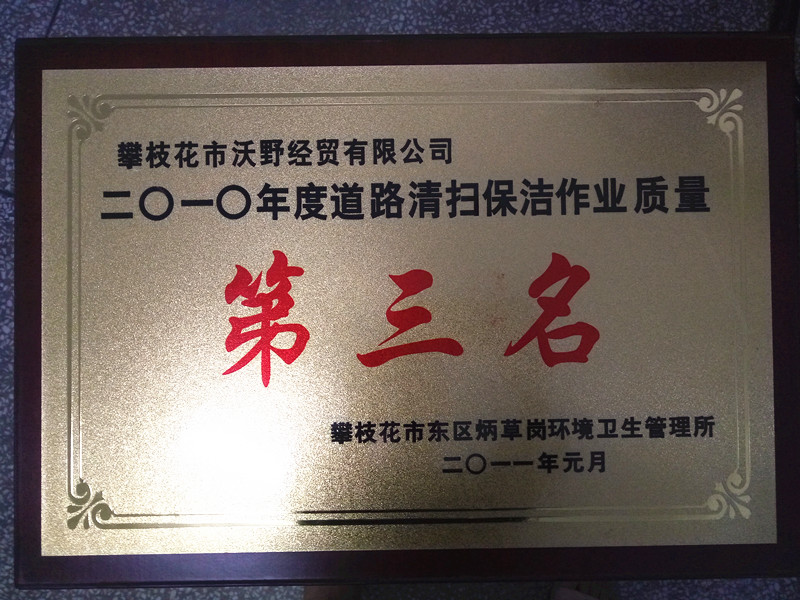 攀枝花市沃野经贸有限公司
二〇一〇年度道路清扫保洁作业质量
第三名
攀枝花市东区炳草岗环境卫生管理所
二〇一一年元月